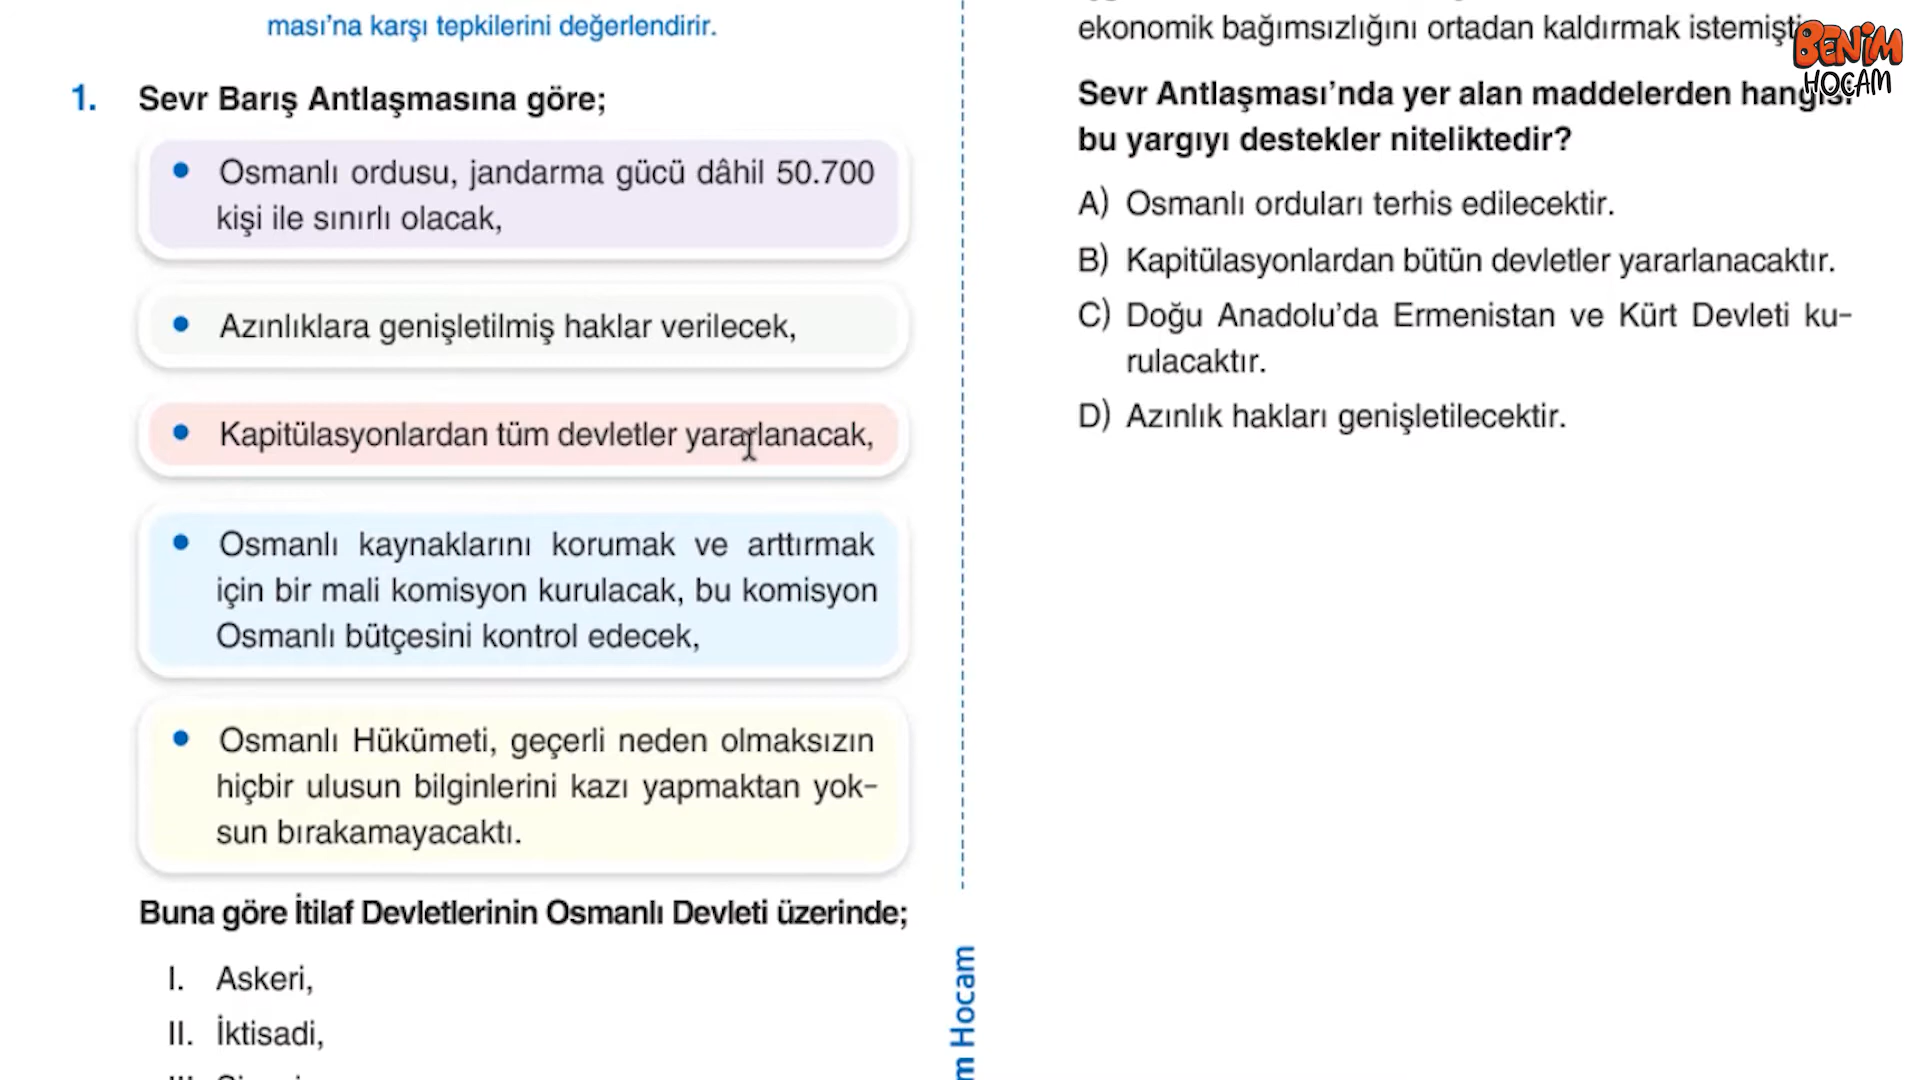 ması’na karşı tepkilerini değerlendirir.
1. Sevr Barış Antlaşmasına göre;
• Osmanlı ordusu, jandarma gücü dâhil 50.700
kişi ile sınırlı olacak,
• Azınlıklara genişletilmiş haklar verilecek,
• Kapitülasyonlardan tüm devletler yararlanacak,
• Osmanlı kaynaklarını korumak ve arttırmak
için bir mali komisyon kurulacak, bu komisyon
Osmanlı bütçesini kontrol edecek,
• Osmanlı Hükümeti, geçerli neden olmaksızın
hiçbir ulusun bilginlerini kazı yapmaktan yok-
sun bırakamayacaktı.
Buna göre İtilaf Devletlerinin Osmanlı Devleti üzerinde;
I. Askeri,
II. İktisadi,
m Hocam
ekonomik bağımsızlığını ortadan kaldırmak istemişti
Sevr Antlaşması’nda yer alan maddelerden hangisi
bu yargıyı destekler niteliktedir?
A) Osmanlı orduları terhis edilecektir.
B) Kapitülasyonlardan bütün devletler yararlanacaktır.
C) Doğu Anadolu’da Ermenistan ve Kürt Devleti ku-
rulacaktır.
D) Azınlık hakları genişletilecektir.
BENİM
HOCAM